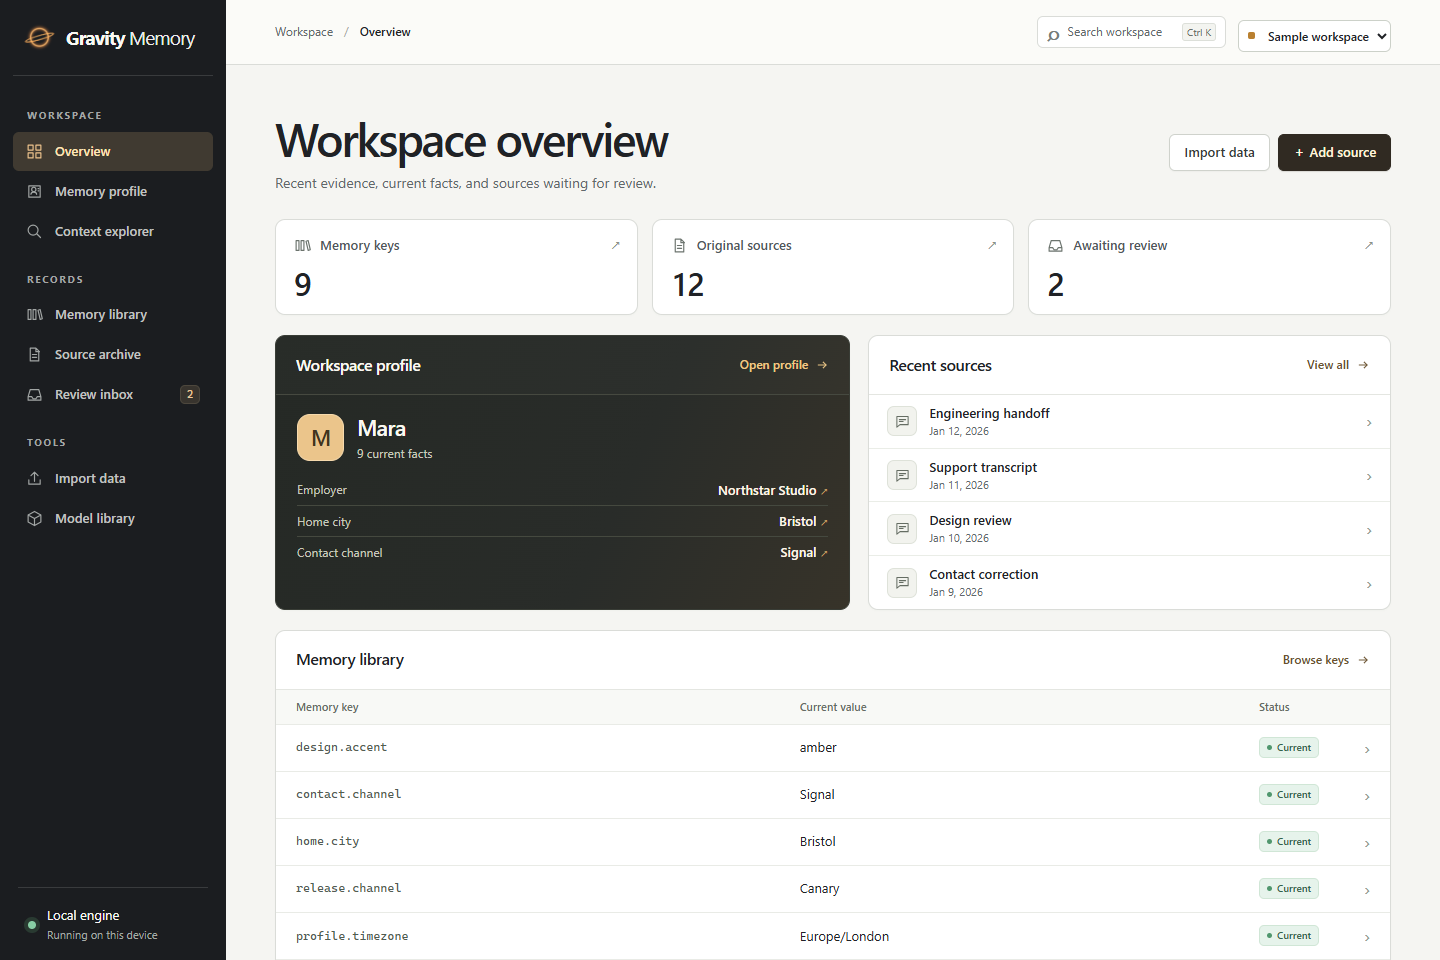 Gravity Memory
WORKSPACE
Overview
Memory profile
Context explorer
RECORDS
Memory library
Source archive
Review inbox 2
TOOLS
Import data
Model library
Local engine
Running on this device
Workspace / Overview
Search workspace Ctrl K
Sample workspace
Workspace overview
Recent evidence, current facts, and sources waiting for review.
Import data
+ Add source
Memory keys ↗
9
Original sources ↗
12
Awaiting review ↗
2
Workspace profile
Open profile →
M
Mara
9 current facts
Employer Northstar Studio ↗
Home city Bristol ↗
Contact channel Signal ↗
Recent sources
View all →
Engineering handoff
Jan 12, 2026
Support transcript
Jan 11, 2026
Design review
Jan 10, 2026
Contact correction
Jan 9, 2026
Memory library
Browse keys →
Memory key Current value Status
design.accent amber Current
contact.channel Signal Current
home.city Bristol Current
release.channel Canary Current
profile.timezone Europe/London Current